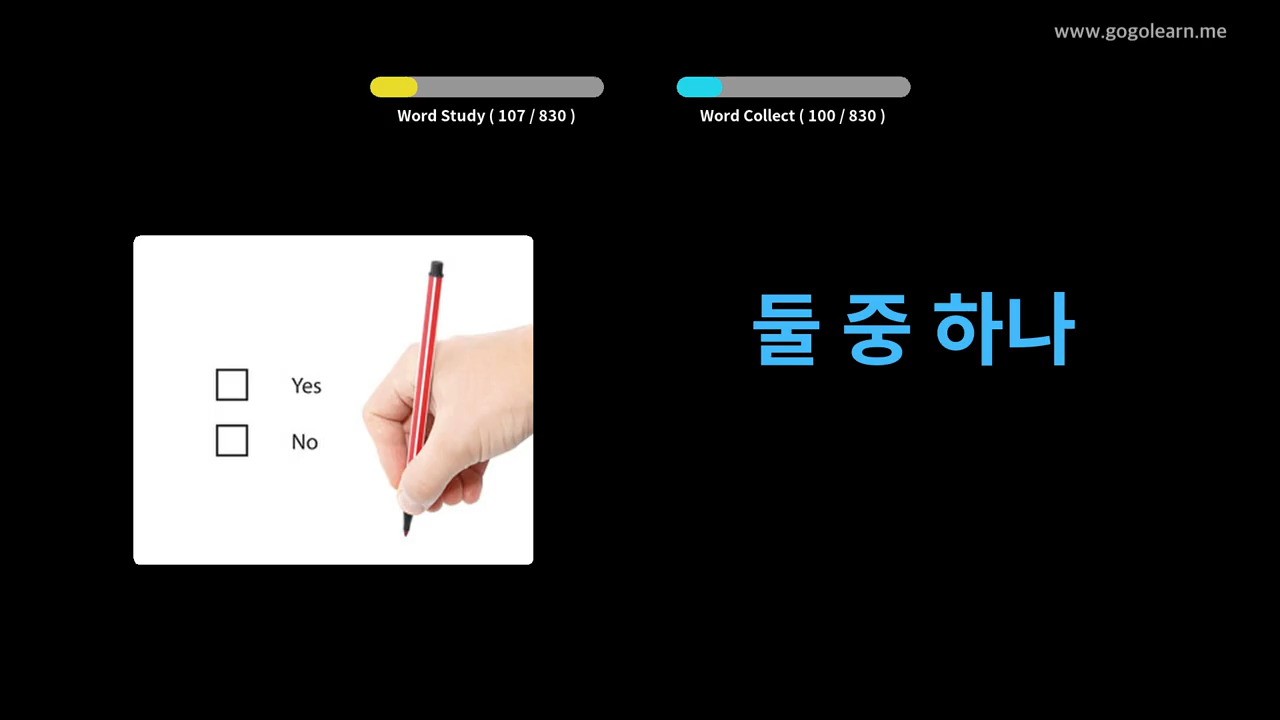 www.gogolearn.me
Word Study ( 107 / 830 )
Word Collect ( 100 / 830 )
둘 중 하나
Yes
No